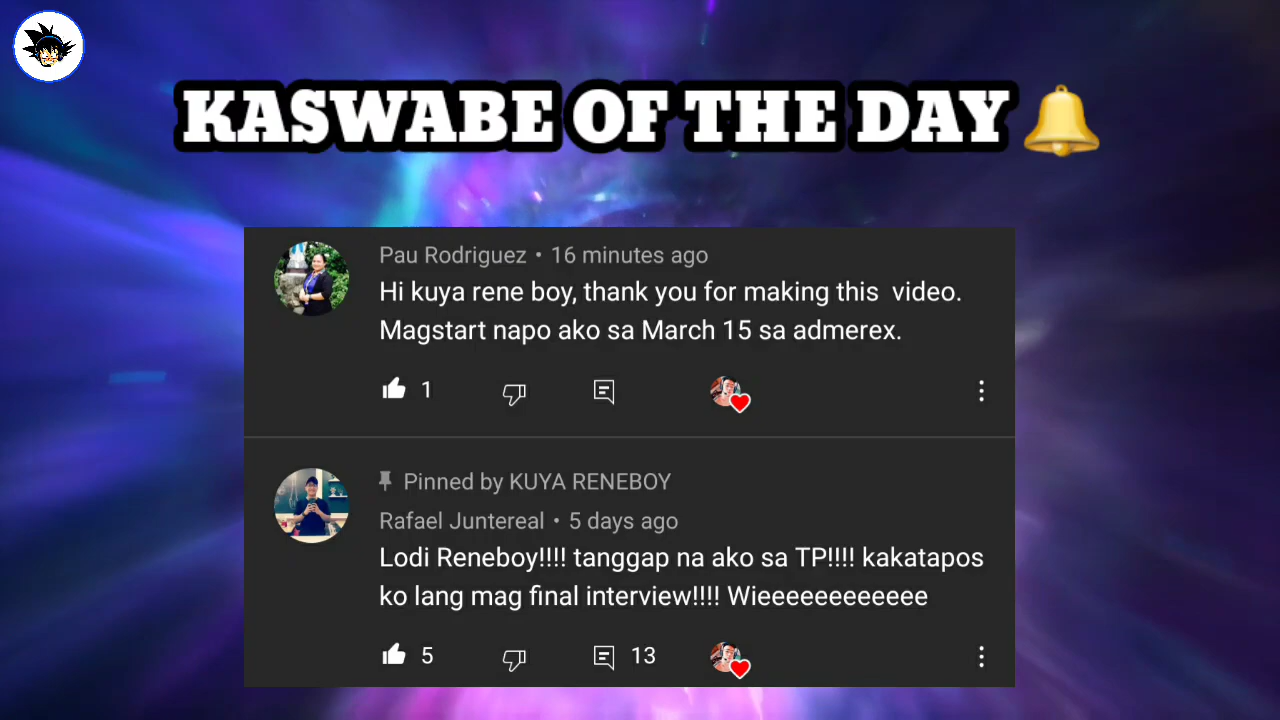 KASWABE OF THE DAY
Pau Rodriguez • 16 minutes ago
Hi kuya rene boy, thank you for making this video.
Magstart napo ako sa March 15 sa admerex.
1
Pinned by KUYA RENEBOY
Rafael Juntereal • 5 days ago
Lodi Reneboy!!!! tanggap na ako sa TP!!!! kakatapos
ko lang mag final interview!!!! Wieeeeeeeeeeee
5 13